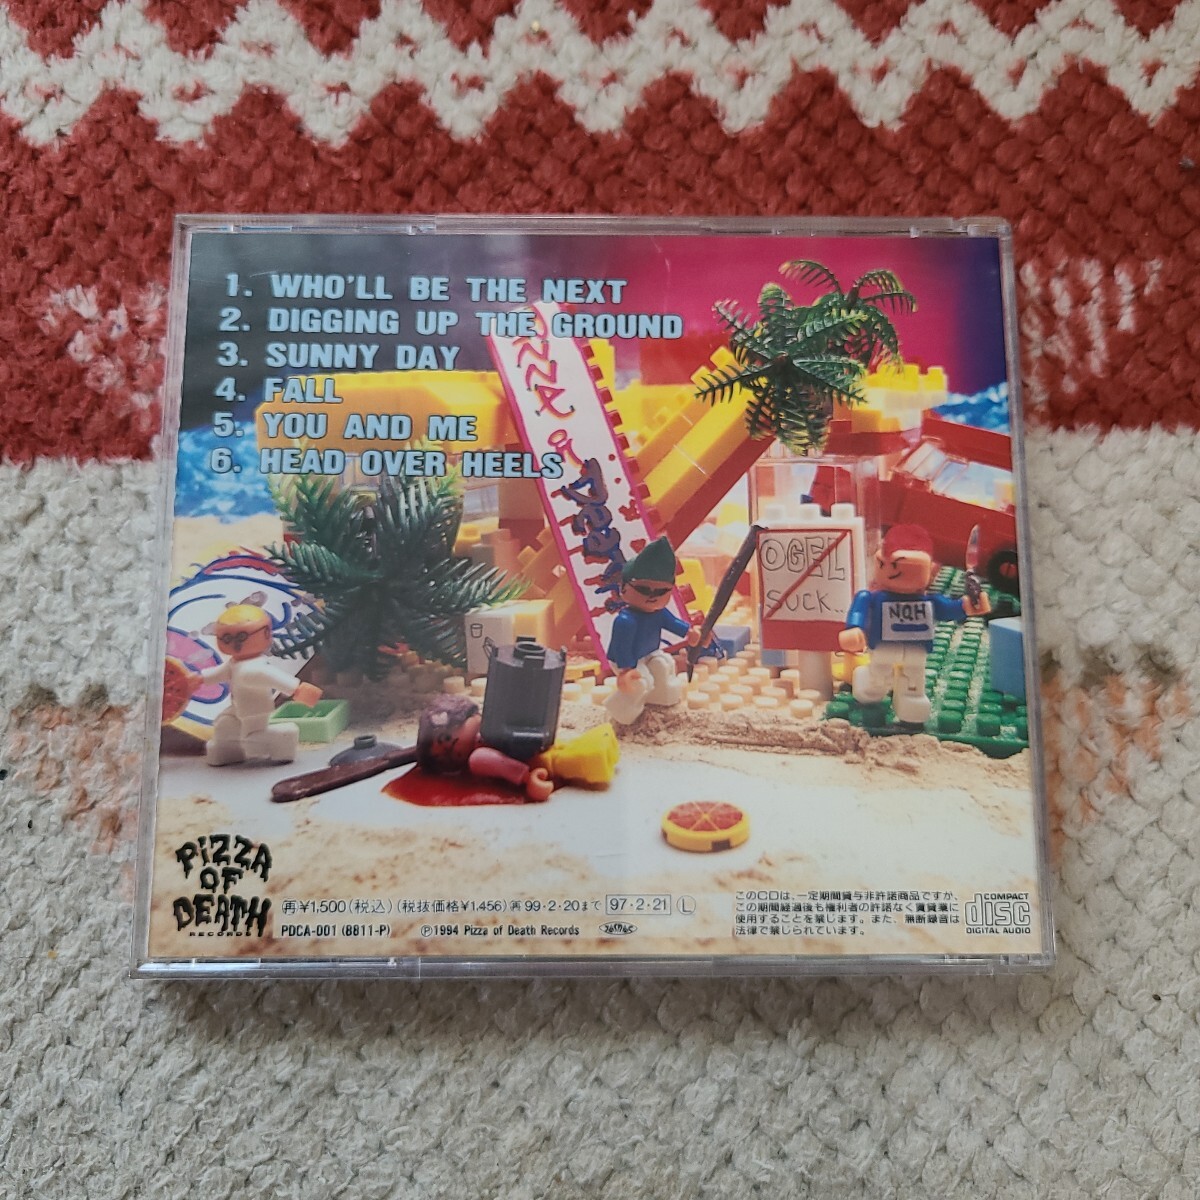 1. WHO'LL BE THE NEXT
2. DIGGING UP THE GROUND
3. SUNNY DAY
4. FALL
5. YOU AND ME
6. HEAD OVER HEELS
OGEL
SUCK..
NQH
PiZZA
OF
DEATH
RECORDS
再¥1,500(税込)(税抜価格¥1,456)再99·2·20まで 97·2·21 L
PDCA-001 (8811-P) Ⓟ1994 Pizza of Death Records
このCDは、一定期間貸与非許諾商品ですが、
この期間経過後も権利者の許諾なく賃貸業に
使用することを禁じます。また、無断録音は
法律で禁じられています。
COMPACT
disc
DIGITAL AUDIO